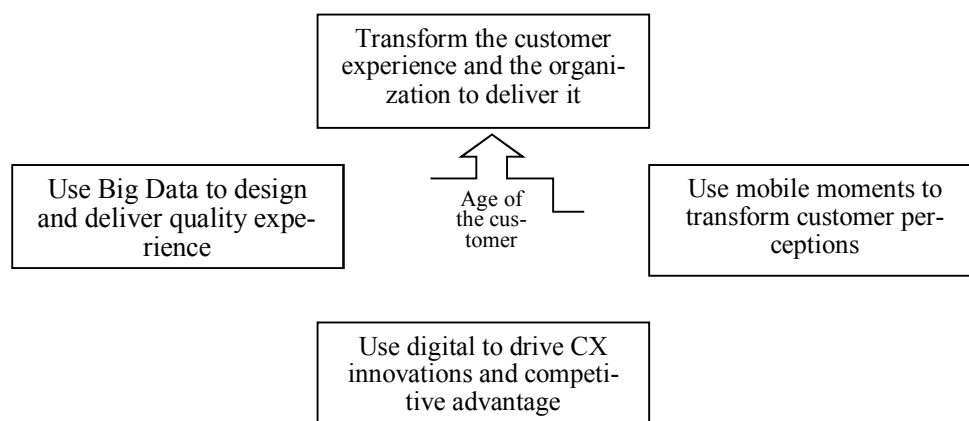 Transform the customer
experience and the organi-
zation to deliver it
Use Big Data to design
and deliver quality expe-
rience
Age of
the cus-
tomer
Use mobile moments to
transform customer per-
ceptions
Use digital to drive CX
innovations and competi-
tive advantage